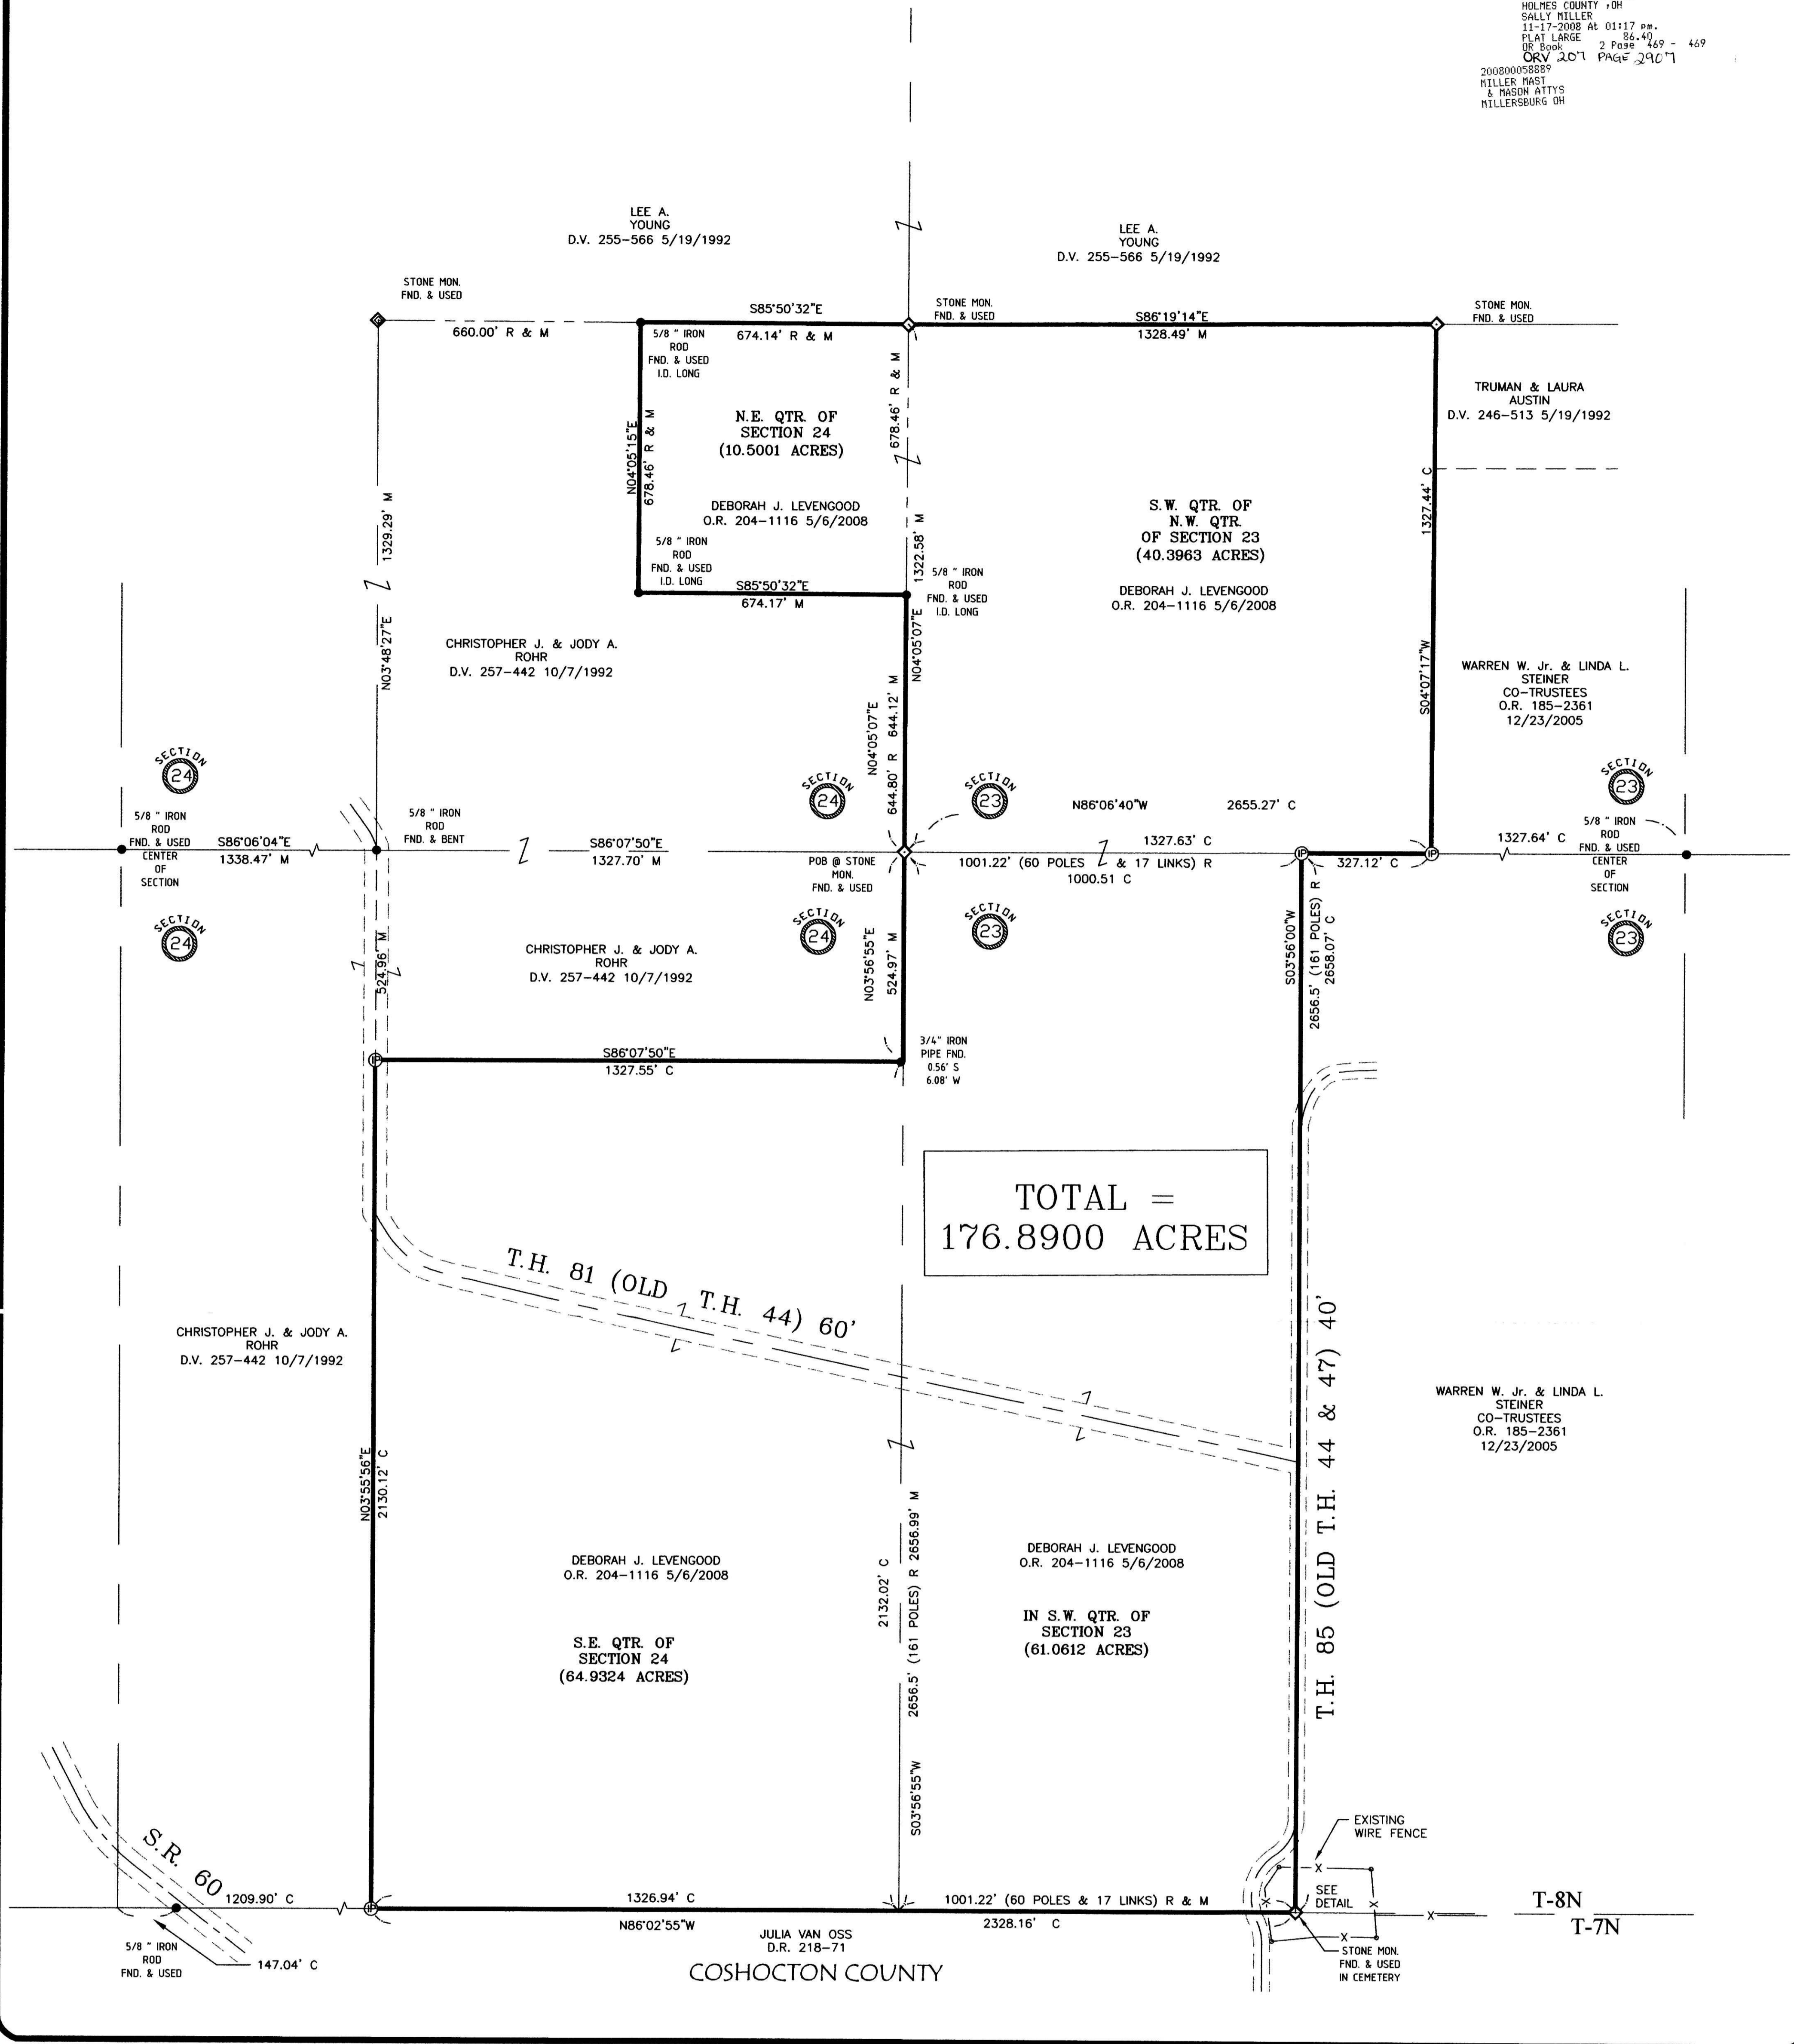 HOLMES COUNTY ,OH
SALLY MILLER
11-17-2008 At 01:17 pm.
PLAT LARGE 86.40
OR Book 2 Page 469 - 469
ORV 207 PAGE 2907
200800058889
MILLER MAST
& MASON ATTYS
MILLERSBURG OH
LEE A.
YOUNG
D.V. 255-566 5/19/1992
LEE A.
YOUNG
D.V. 255-566 5/19/1992
STONE MON.
FND. & USED
660.00' R & M
S85°50'32"E
674.14' R & M
STONE MON.
FND. & USED
S86°19'14"E
1328.49' M
STONE MON.
FND. & USED
5/8 " IRON
ROD
FND. & USED
I.D. LONG
N04°05'15"E
678.46' R & M
N.E. QTR. OF
SECTION 24
(10.5001 ACRES)
DEBORAH J. LEVENGOOD
O.R. 204-1116 5/6/2008
5/8 " IRON
ROD
FND. & USED
I.D. LONG
S85°50'32"E
674.17' M
678.46' R & M
1322.58' M
N04°05'07"E
5/8 " IRON
ROD
FND. & USED
I.D. LONG
S.W. QTR. OF
N.W. QTR.
OF SECTION 23
(40.3963 ACRES)
DEBORAH J. LEVENGOOD
O.R. 204-1116 5/6/2008
TRUMAN & LAURA
AUSTIN
D.V. 246-513 5/19/1992
1327.44' C
S04°07'17"W
WARREN W. Jr. & LINDA L.
STEINER
CO-TRUSTEES
O.R. 185-2361
12/23/2005
1329.29' M
N03°48'27"E
CHRISTOPHER J. & JODY A.
ROHR
D.V. 257-442 10/7/1992
N04°05'07"E
644.80' R 644.12' M
SECTION
24
SECTION
24
SECTION
23
SECTION
23
5/8 " IRON
ROD
FND. & USED
CENTER
OF
SECTION
S86°06'04"E
1338.47' M
5/8 " IRON
ROD
FND. & BENT
S86°07'50"E
1327.70' M
POB @ STONE
MON.
FND. & USED
N86°06'40"W 2655.27' C
1327.63' C
1001.22' (60 POLES & 17 LINKS) R
1000.51 C
IP
327.12' C
IP
1327.64' C
5/8 " IRON
ROD
FND. & USED
CENTER
OF
SECTION
SECTION
24
SECTION
24
SECTION
23
SECTION
23
524.96' M
CHRISTOPHER J. & JODY A.
ROHR
D.V. 257-442 10/7/1992
N03°56'55"E
524.97' M
S03°56'00"W
2656.5' (161 POLES) R
2658.07' C
IP
S86°07'50"E
1327.55' C
3/4" IRON
PIPE FND.
0.56' S
6.08' W
TOTAL =
176.8900 ACRES
T.H. 81 (OLD T.H. 44) 60'
T.H. 85 (OLD T.H. 44 & 47) 40'
CHRISTOPHER J. & JODY A.
ROHR
D.V. 257-442 10/7/1992
WARREN W. Jr. & LINDA L.
STEINER
CO-TRUSTEES
O.R. 185-2361
12/23/2005
N03°55'56"E
2130.12' C
DEBORAH J. LEVENGOOD
O.R. 204-1116 5/6/2008
S.E. QTR. OF
SECTION 24
(64.9324 ACRES)
2132.02' C
S03°56'55"W 2656.5' (161 POLES) R 2656.99' M
DEBORAH J. LEVENGOOD
O.R. 204-1116 5/6/2008
IN S.W. QTR. OF
SECTION 23
(61.0612 ACRES)
S.R. 60
1209.90' C
IP
1326.94' C
N86°02'55"W
1001.22' (60 POLES & 17 LINKS) R & M
2328.16' C
JULIA VAN OSS
D.R. 218-71
COSHOCTON COUNTY
5/8 " IRON
ROD
FND. & USED
147.04' C
EXISTING
WIRE FENCE
X
SEE
DETAIL
X
X
X
X
STONE MON.
FND. & USED
IN CEMETERY
T-8N
T-7N